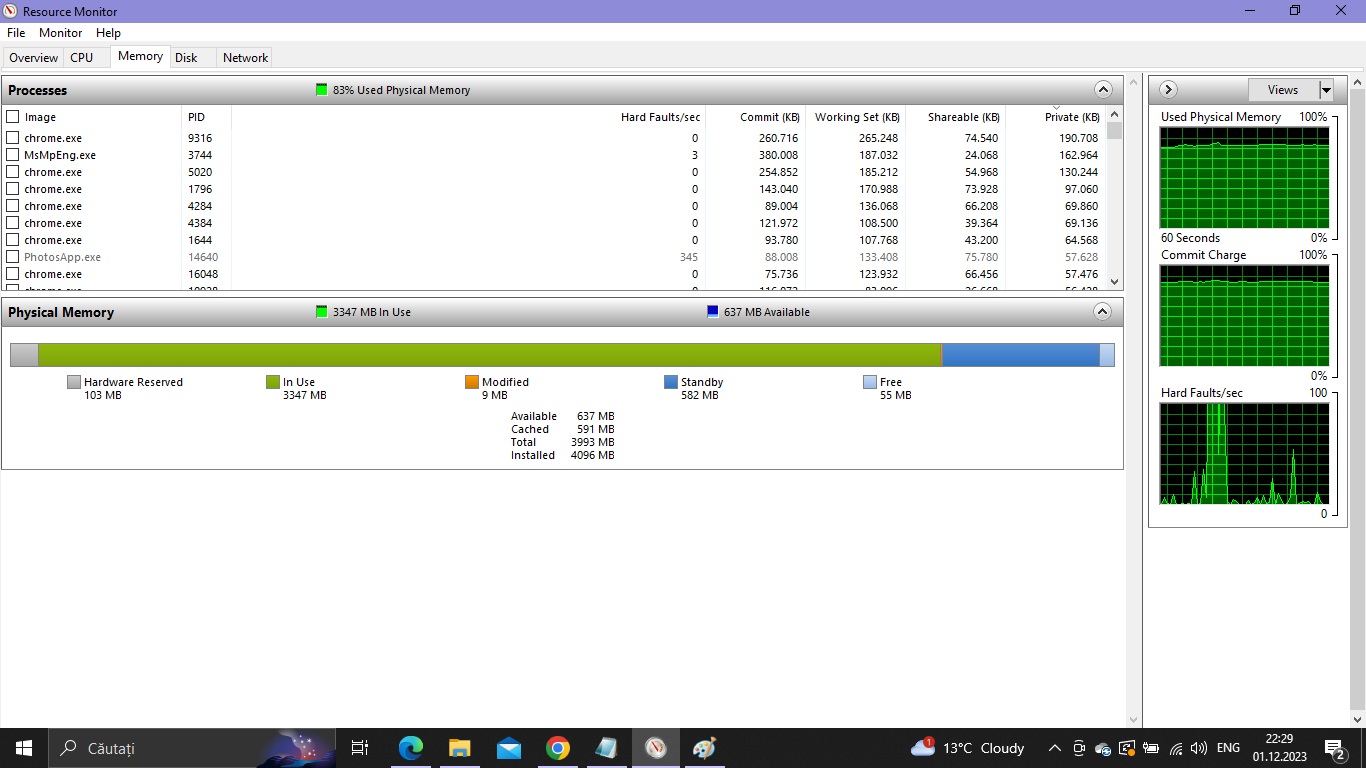 Resource Monitor
File Monitor Help
Overview CPU Memory Disk Network
Processes 83% Used Physical Memory
Image PID Hard Faults/sec Commit (KB) Working Set (KB) Shareable (KB) Private (KB)
chrome.exe 9316 0 260.716 265.248 74.540 190.708
MsMpEng.exe 3744 3 380.008 187.032 24.068 162.964
chrome.exe 5020 0 254.852 185.212 54.968 130.244
chrome.exe 1796 0 143.040 170.988 73.928 97.060
chrome.exe 4284 0 89.004 136.068 66.208 69.860
chrome.exe 4384 0 121.972 108.500 39.364 69.136
chrome.exe 1644 0 93.780 107.768 43.200 64.568
PhotosApp.exe 14640 345 88.008 133.408 75.780 57.628
chrome.exe 16048 0 75.736 123.932 66.456 57.476
Physical Memory 3347 MB In Use 637 MB Available
Hardware Reserved In Use Modified Standby Free
103 MB 3347 MB 9 MB 582 MB 55 MB
Available 637 MB
Cached 591 MB
Total 3993 MB
Installed 4096 MB
Views
Used Physical Memory 100%
60 Seconds 0%
Commit Charge 100%
0%
Hard Faults/sec 100
0
Căutați
1
13°C Cloudy
ENG
22:29
01.12.2023
2